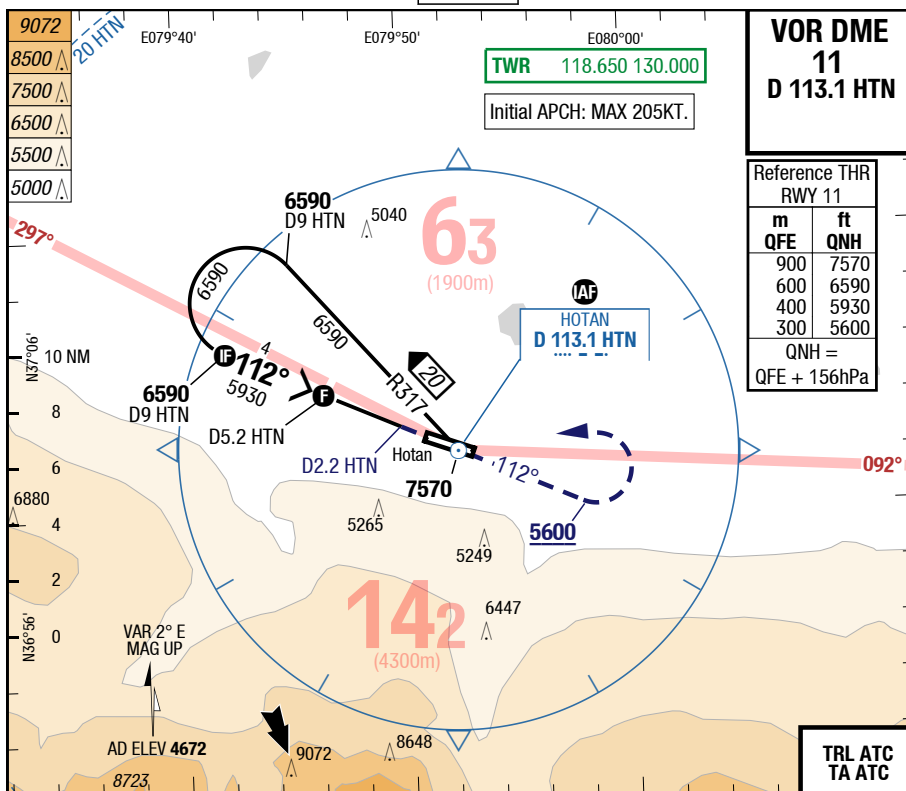 9072
8500
7500
6500
5500
5000
20 HTN
E079°40'
E079°50'
E080°00'
TWR 118.650 130.000
Initial APCH: MAX 205KT.
VOR DME
11
D 113.1 HTN
Reference THR
RWY 11
m ft
QFE QNH
900 7570
600 6590
400 5930
300 5600
QNH =
QFE + 156hPa
297°
6590
D9 HTN
5040
63
(1900m)
IAF
HOTAN
D 113.1 HTN
6590
6590
20
R317
N37°06'
10 NM
IF
4
112°
5930
F
6590
D9 HTN
D5.2 HTN
8
D2.2 HTN
Hotan
112°
092°
6
7570
6880
5265
5600
4
5249
2
142
(4300m)
6447
N36°56'
0
VAR 2° E
MAG UP
AD ELEV 4672
9072
8648
8723
TRL ATC
TA ATC